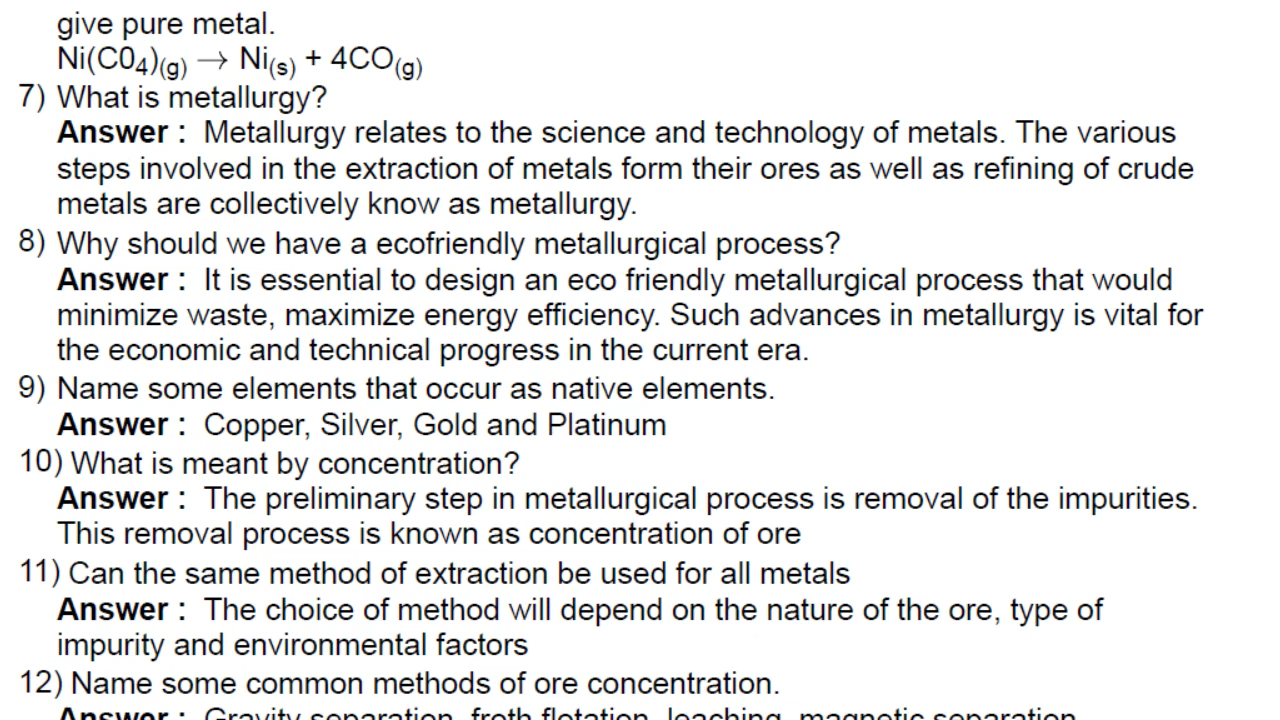 give pure metal.
Ni(C0₄)₍g₎ → Ni₍s₎ + 4CO₍g₎
7) What is metallurgy?
Answer : Metallurgy relates to the science and technology of metals. The various
steps involved in the extraction of metals form their ores as well as refining of crude
metals are collectively know as metallurgy.
8) Why should we have a ecofriendly metallurgical process?
Answer : It is essential to design an eco friendly metallurgical process that would
minimize waste, maximize energy efficiency. Such advances in metallurgy is vital for
the economic and technical progress in the current era.
9) Name some elements that occur as native elements.
Answer : Copper, Silver, Gold and Platinum
10) What is meant by concentration?
Answer : The preliminary step in metallurgical process is removal of the impurities.
This removal process is known as concentration of ore
11) Can the same method of extraction be used for all metals
Answer : The choice of method will depend on the nature of the ore, type of
impurity and environmental factors
12) Name some common methods of ore concentration.
Answer : Gravity separation, froth flotation, leaching, magnetic separation